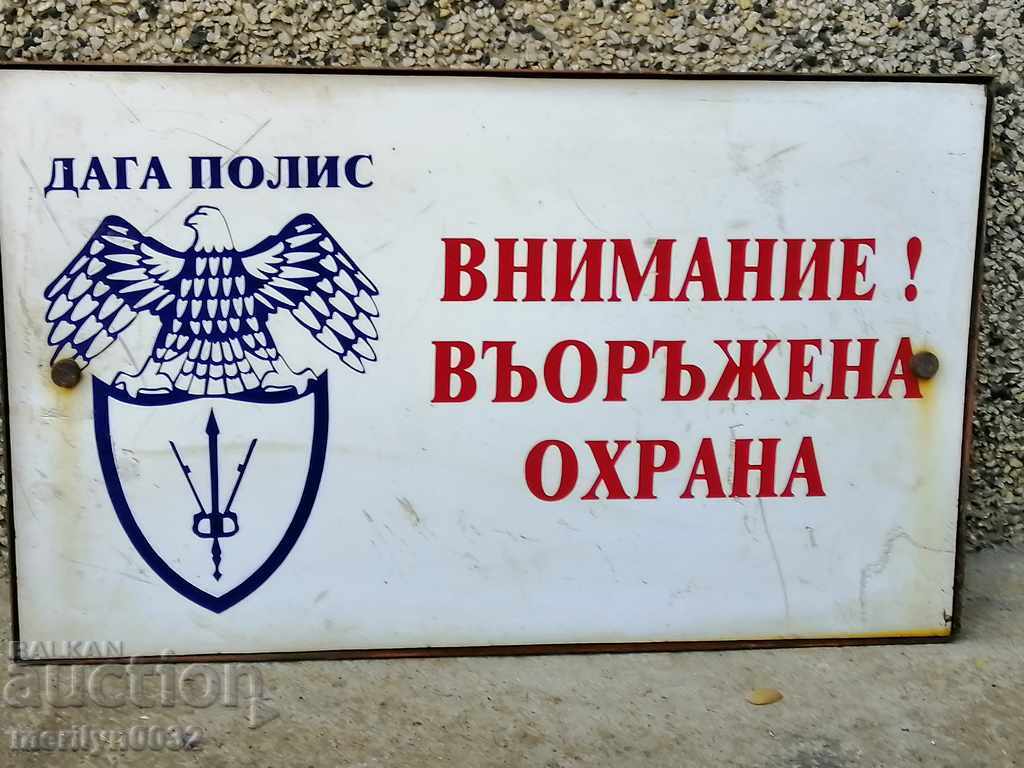 ДАГА ПОЛИС
ВНИМАНИЕ !
ВЪОРЪЖЕНА
ОХРАНА
BALKAN
auction
merilyn0032